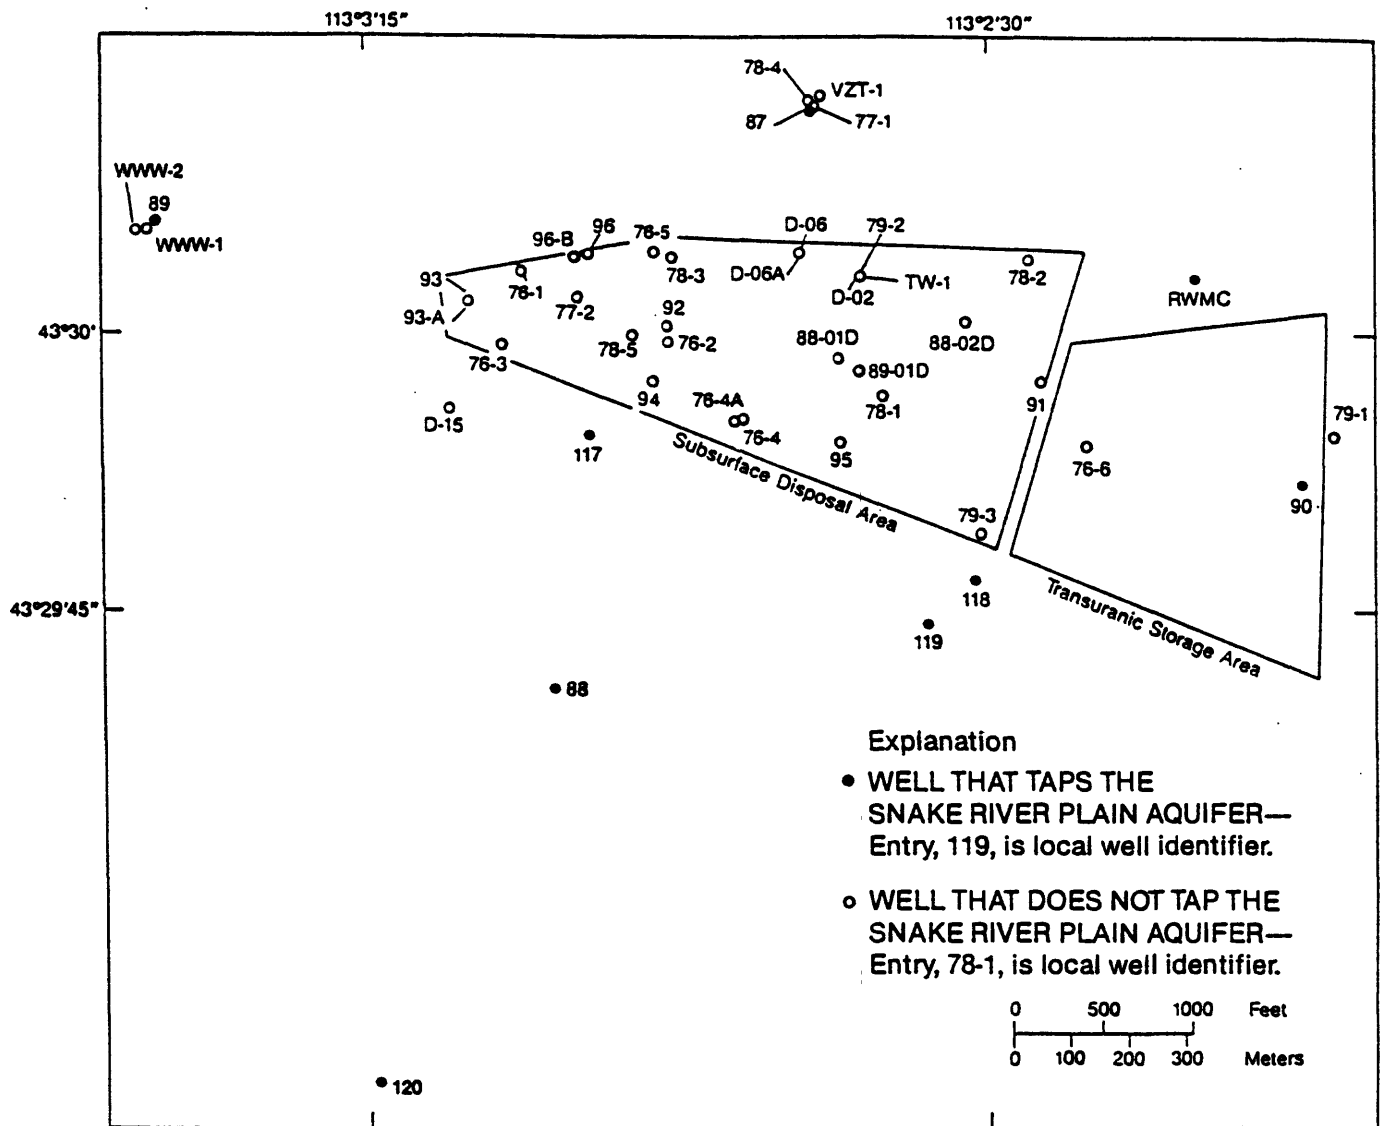 113°3'15"
113°2'30"
78-4
VZT-1
87
77-1
WWW-2
89
WWW-1
D-06
79-2
96-B
96
76-5
93
76-1
78-3
D-06A
D-02
TW-1
78-2
RWMC
93-A
77-2
92
43°30'
76-3
78-5
76-2
88-01D
88-02D
89-01D
94
76-4A
78-1
91
79-1
D-15
117
76-4
95
76-6
90
Subsurface Disposal Area
79-3
118
Transuranic Storage Area
43°29'45"
119
88
Explanation
WELL THAT TAPS THE
SNAKE RIVER PLAIN AQUIFER—
Entry, 119, is local well identifier.
WELL THAT DOES NOT TAP THE
SNAKE RIVER PLAIN AQUIFER—
Entry, 78-1, is local well identifier.
0 500 1000 Feet
0 100 200 300 Meters
120